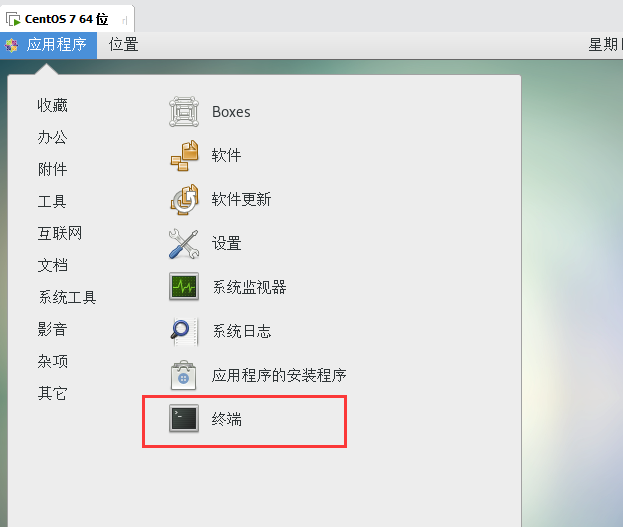 CentOS 7 64 位
应用程序 位置 星期
收藏
办公
附件
工具
互联网
文档
系统工具
影音
杂项
其它
Boxes
软件
软件更新
设置
系统监视器
系统日志
应用程序的安装程序
终端